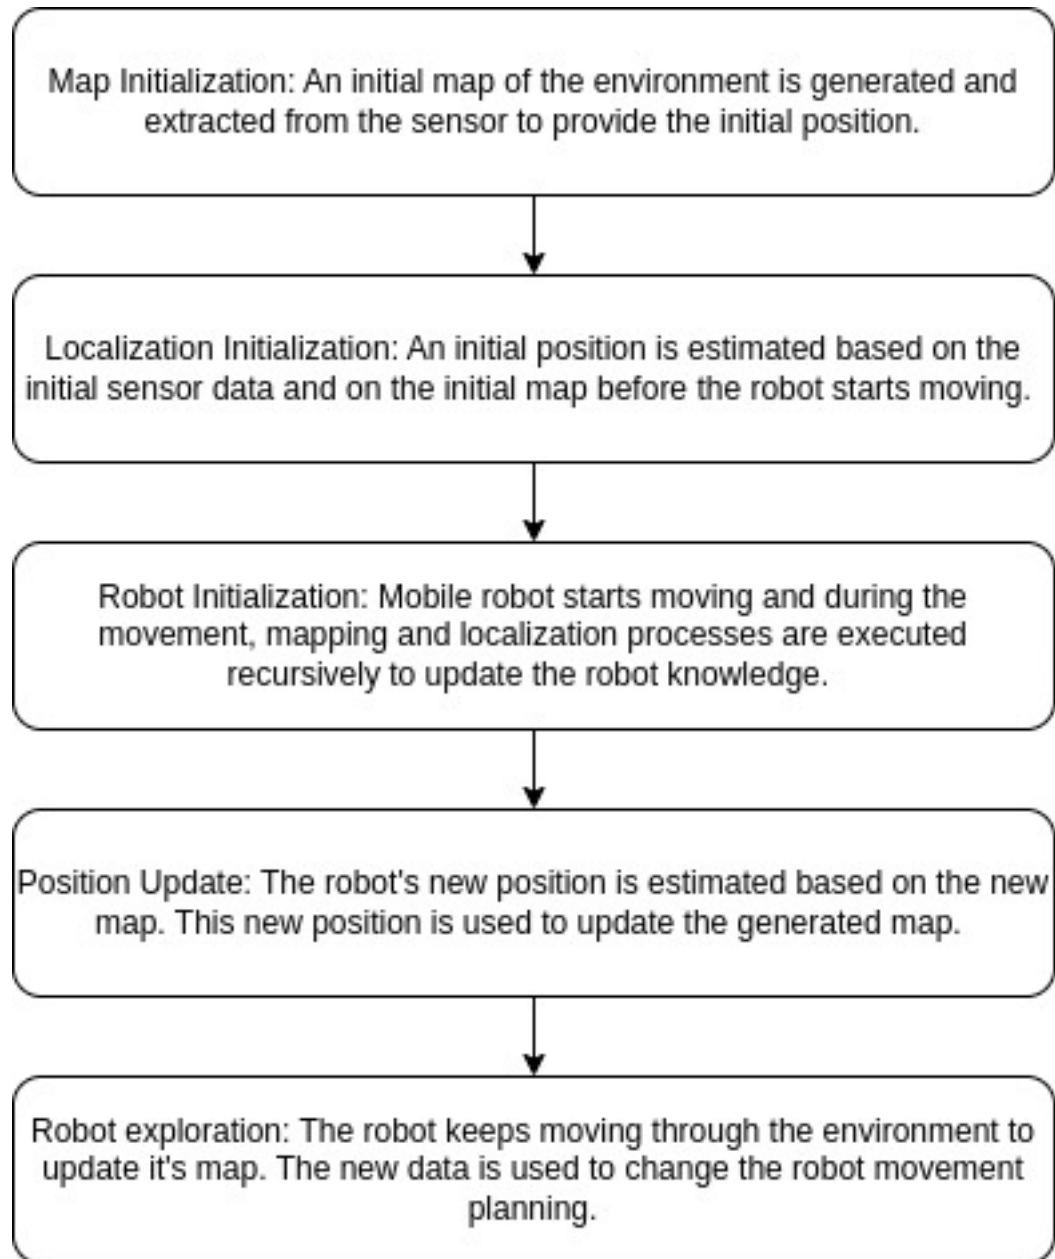 Map Initialization: An initial map of the environment is generated and
extracted from the sensor to provide the initial position.
Localization Initialization: An initial position is estimated based on the
initial sensor data and on the initial map before the robot starts moving.
Robot Initialization: Mobile robot starts moving and during the
movement, mapping and localization processes are executed
recursively to update the robot knowledge.
Position Update: The robot's new position is estimated based on the new
map. This new position is used to update the generated map.
Robot exploration: The robot keeps moving through the environment to
update it's map. The new data is used to change the robot movement
planning.